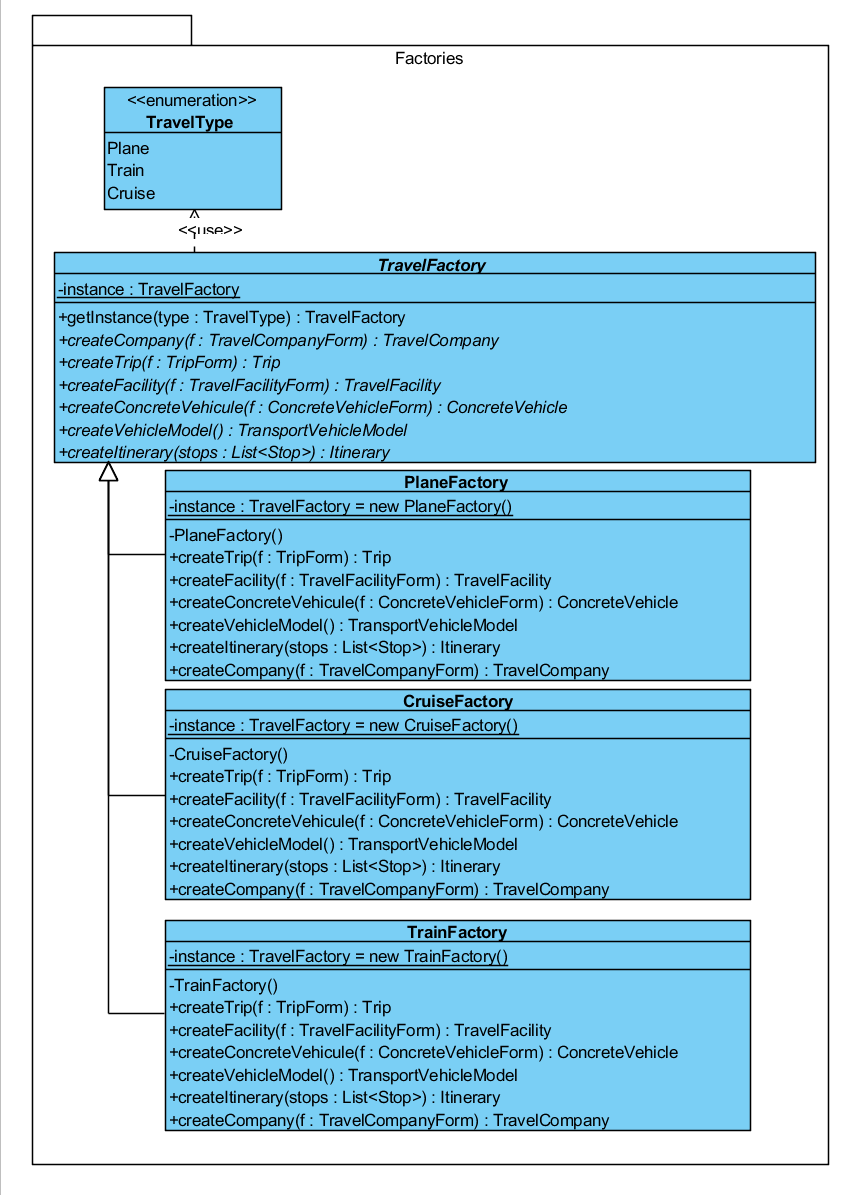 Factories
<<enumeration>>
TravelType
Plane
Train
Cruise
<<use>>
TravelFactory
-instance : TravelFactory
+getInstance(type : TravelType) : TravelFactory
+createCompany(f : TravelCompanyForm) : TravelCompany
+createTrip(f : TripForm) : Trip
+createFacility(f : TravelFacilityForm) : TravelFacility
+createConcreteVehicule(f : ConcreteVehicleForm) : ConcreteVehicle
+createVehicleModel() : TransportVehicleModel
+createItinerary(stops : List<Stop>) : Itinerary
PlaneFactory
-instance : TravelFactory = new PlaneFactory()
-PlaneFactory()
+createTrip(f : TripForm) : Trip
+createFacility(f : TravelFacilityForm) : TravelFacility
+createConcreteVehicule(f : ConcreteVehicleForm) : ConcreteVehicle
+createVehicleModel() : TransportVehicleModel
+createItinerary(stops : List<Stop>) : Itinerary
+createCompany(f : TravelCompanyForm) : TravelCompany
CruiseFactory
-instance : TravelFactory = new CruiseFactory()
-CruiseFactory()
+createTrip(f : TripForm) : Trip
+createFacility(f : TravelFacilityForm) : TravelFacility
+createConcreteVehicule(f : ConcreteVehicleForm) : ConcreteVehicle
+createVehicleModel() : TransportVehicleModel
+createItinerary(stops : List<Stop>) : Itinerary
+createCompany(f : TravelCompanyForm) : TravelCompany
TrainFactory
-instance : TravelFactory = new TrainFactory()
-TrainFactory()
+createTrip(f : TripForm) : Trip
+createFacility(f : TravelFacilityForm) : TravelFacility
+createConcreteVehicule(f : ConcreteVehicleForm) : ConcreteVehicle
+createVehicleModel() : TransportVehicleModel
+createItinerary(stops : List<Stop>) : Itinerary
+createCompany(f : TravelCompanyForm) : TravelCompany